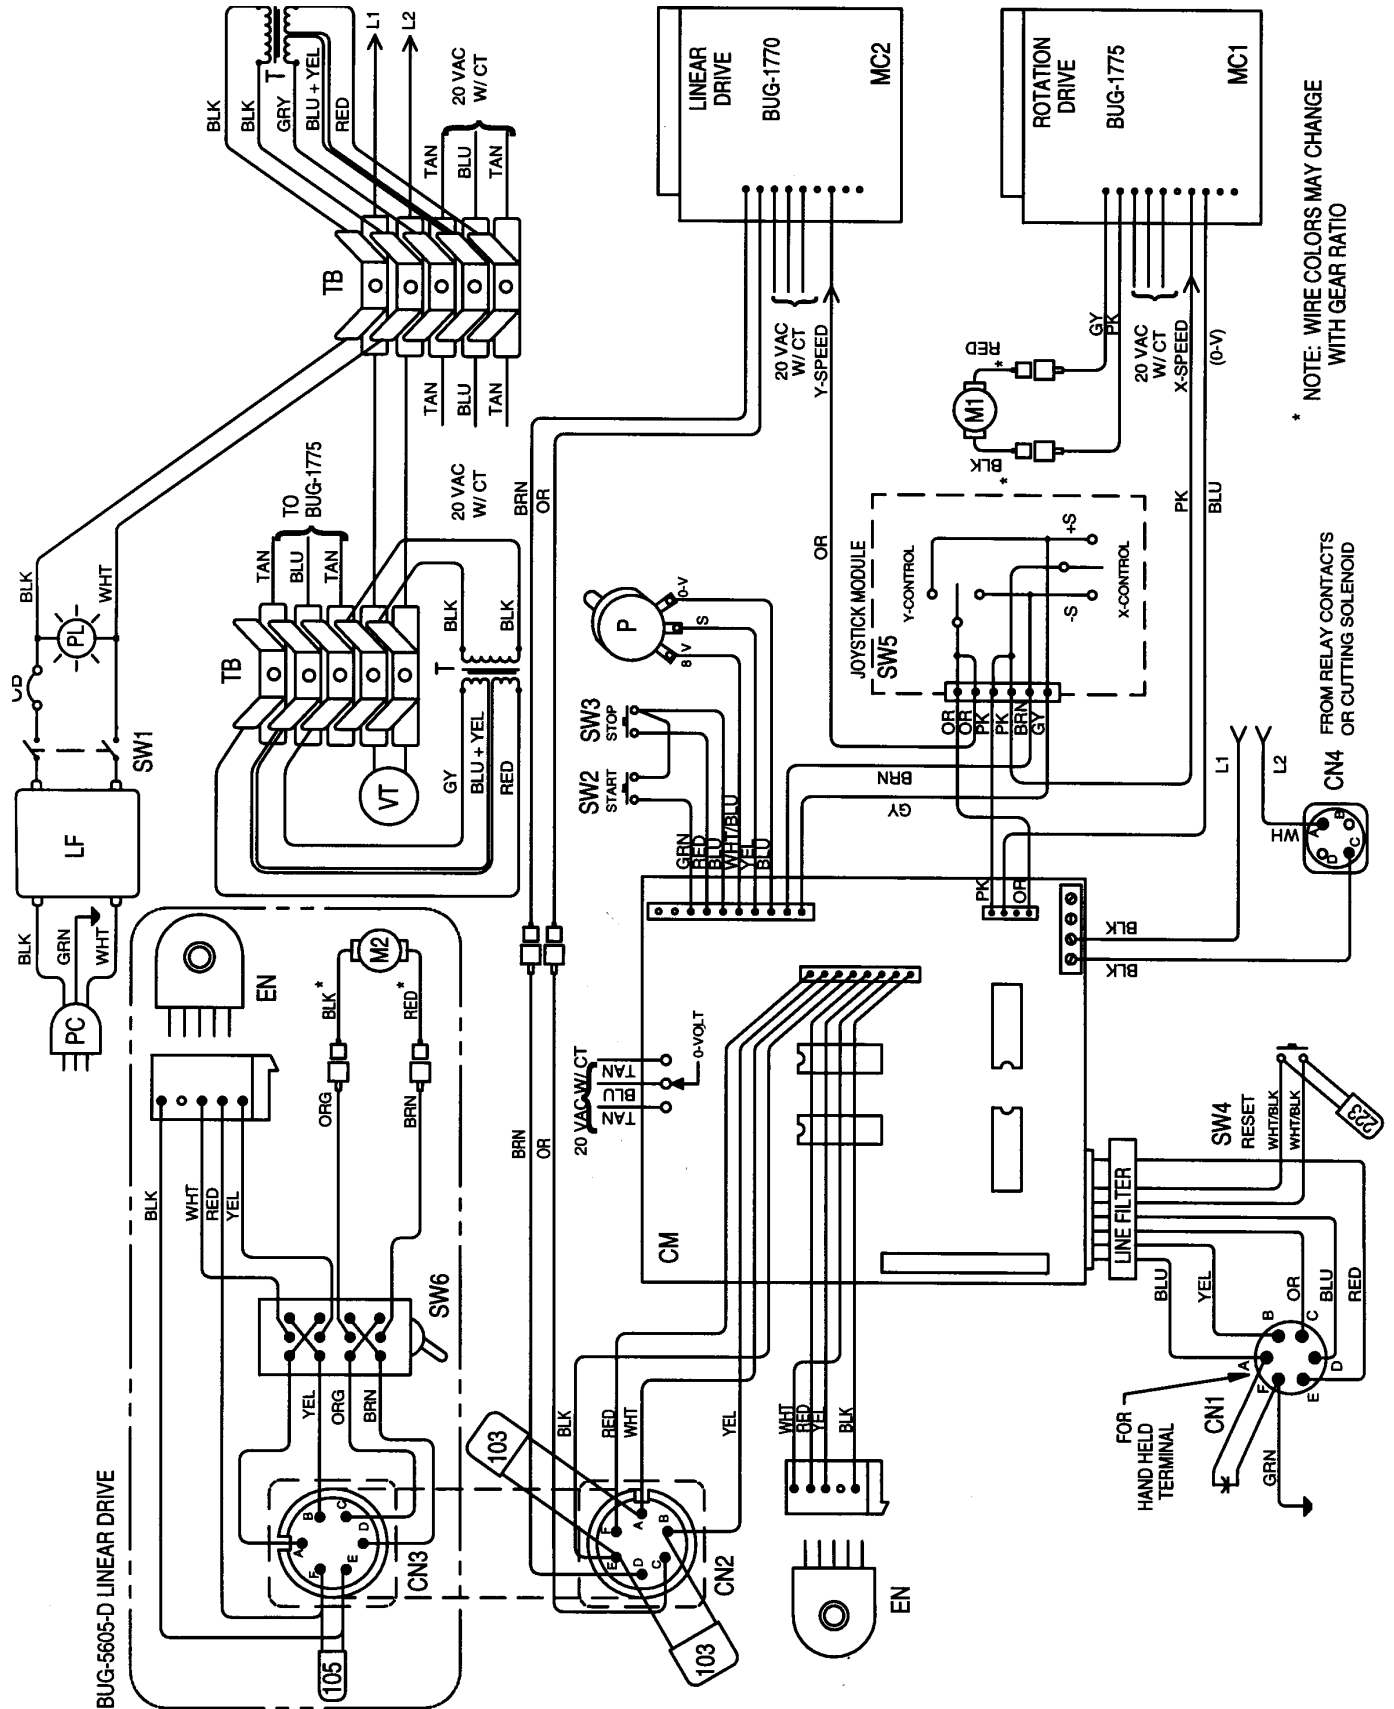 BUG-5605-D LINEAR DRIVE
BLK
GRN
WHT
PC
LF
SW1
PL
BLK
WHT
EN
BLK
WHT
RED
YEL
ORG
BRN
BLK *
RED *
M2
SW6
YEL
ORG
BRN
A
B
C
D
E
F
CN3
105
TB
TAN
BLU
TAN
TO
BUG-1775
VT
GY
BLU + YEL
RED
T
BLK
BLK
20 VAC
W/ CT
TB
TAN
BLU
TAN
BLK
BLK
GRY
BLU + YEL
RED
T
L1
L2
TAN
BLU
TAN
20 VAC
W/ CT
BRN
OR
BRN
OR
103
103
A
B
C
D
E
F
CN2
BLK
RED
WHT
YEL
EN
WHT
RED
YEL
BLK
CM
20 VAC W/ CT
TAN
BLU
TAN
0-VOLT
SW2
START
SW3
STOP
P
8 V
S
0-V
GRN
RED
BLU
WHT/BLU
YEL
BLU
GY
BRN
PK
OR
BLK
BLK
JOYSTICK MODULE
SW5
Y-CONTROL
X-CONTROL
-S
+S
OR
OR
PK
PK
BRN
GY
OR
PK
BLU
LINEAR
DRIVE
BUG-1770
MC2
20 VAC
W/ CT
Y-SPEED
ROTATION
DRIVE
BUG-1775
MC1
GY
PK
20 VAC
W/ CT
X-SPEED
(0-V)
M1
RED
*
BLK
*
* NOTE: WIRE COLORS MAY CHANGE
WITH GEAR RATIO
L1
L2
WH
A
B
C
D
CN4
FROM RELAY CONTACTS
OR CUTTING SOLENOID
LINE FILTER
BLU
YEL
OR
BLU
RED
SW4
RESET
WHT/BLK
WHT/BLK
223
A
B
C
D
E
F
CN1
FOR
HAND HELD
TERMINAL
GRN